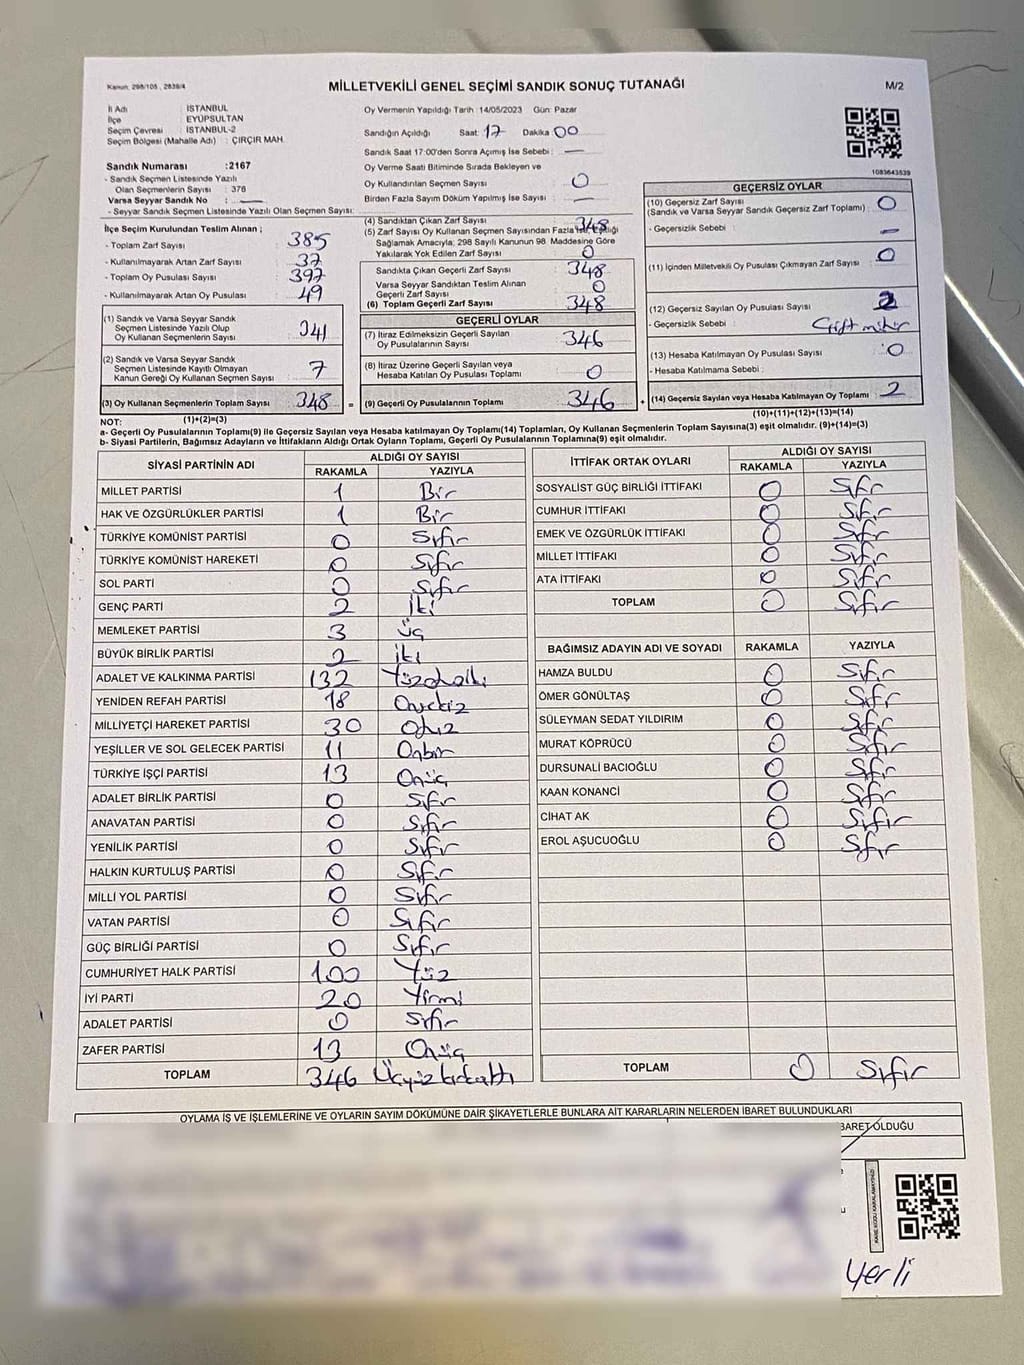 Kanun: 298/105 , 2839/4
MİLLETVEKİLİ GENEL SEÇİMİ SANDIK SONUÇ TUTANAĞI
M/2
İl Adı : İSTANBUL
İlçe : EYÜPSULTAN
Seçim Çevresi : İSTANBUL-2
Seçim Bölgesi (Mahalle Adı) : ÇIRÇIR MAH.
Sandık Numarası :2167
- Sandık Seçmen Listesinde Yazılı
Olan Seçmenlerin Sayısı : 376
Varsa Seyyar Sandık No :
- Seyyar Sandık Seçmen Listesinde Yazılı Olan Seçmen Sayısı:
Oy Vermenin Yapıldığı Tarih :14/05/2023 Gün: Pazar
Sandığın Açıldığı Saat: 17 Dakika 00
Sandık Saat 17:00'den Sonra Açılmış İse Sebebi : —
Oy Verme Saati Bitiminde Sırada Bekleyen ve
Oy Kullandırılan Seçmen Sayısı : 0
Birden Fazla Sayım Döküm Yapılmış İse Sayısı : —
1083643539
İlçe Seçim Kurulundan Teslim Alınan ;
- Toplam Zarf Sayısı : 385
- Kullanılmayarak Artan Zarf Sayısı : 37
- Toplam Oy Pusulası Sayısı : 397
- Kullanılmayarak Artan Oy Pusulası : 49
(1) Sandık ve Varsa Seyyar Sandık
Seçmen Listesinde Yazılı Olup
Oy Kullanan Seçmenlerin Sayısı : 341
(2) Sandık ve Varsa Seyyar Sandık
Seçmen Listesinde Kayıtlı Olmayan
Kanun Gereği Oy Kullanan Seçmen Sayısı : 7
(3) Oy Kullanan Seçmenlerin Toplam Sayısı 348 =
(1)+(2)=(3)
(4) Sandıktan Çıkan Zarf Sayısı : 348
(5) Zarf Sayısı Oy Kullanan Seçmen Sayısından Fazla İse, Eşitliği
Sağlamak Amacıyla; 298 Sayılı Kanunun 98. Maddesine Göre
Yakılarak Yok Edilen Zarf Sayısı : 0
Sandıkta Çıkan Geçerli Zarf Sayısı : 348
Varsa Seyyar Sandıktan Teslim Alınan
Geçerli Zarf Sayısı : 0
(6) Toplam Geçerli Zarf Sayısı : 348
GEÇERLİ OYLAR
(7) İtiraz Edilmeksizin Geçerli Sayılan
Oy Pusulalarının Sayısı : 346
(8) İtiraz Üzerine Geçerli Sayılan veya
Hesaba Katılan Oy Pusulası Toplamı : 0
(9) Geçerli Oy Pusulalarının Toplamı : 346 +
GEÇERSİZ OYLAR
(10) Geçersiz Zarf Sayısı
(Sandık ve Varsa Seyyar Sandık Geçersiz Zarf Toplamı) : 0
- Geçersizlik Sebebi : —
(11) İçinden Milletvekili Oy Pusulası Çıkmayan Zarf Sayısı : 0
(12) Geçersiz Sayılan Oy Pusulası Sayısı : 2
- Geçersizlik Sebebi :
(13) Hesaba Katılmayan Oy Pusulası Sayısı : 0
- Hesaba Katılmama Sebebi :
(14) Geçersiz Sayılan veya Hesaba Katılmayan Oy Toplamı : 2
(10)+(11)+(12)+(13)=(14)
NOT:
a- Geçerli Oy Pusulalarının Toplamı(9) ile Geçersiz Sayılan veya Hesaba katılmayan Oy Toplamı(14) Toplamları, Oy Kullanan Seçmenlerin Toplam Sayısına(3) eşit olmalıdır. (9)+(14)=(3)
b- Siyasi Partilerin, Bağımsız Adayların ve İttifakların Aldığı Ortak Oyların Toplamı, Geçerli Oy Pusulalarının Toplamına(9) eşit olmalıdır.
SİYASİ PARTİNİN ADI ALDIĞI OY SAYISI
RAKAMLA YAZIYLA
MİLLET PARTİSİ 1 Bir
HAK VE ÖZGÜRLÜKLER PARTİSİ 1 Bir
TÜRKİYE KOMÜNİST PARTİSİ 0 Sıfır
TÜRKİYE KOMÜNİST HAREKETİ 0 Sıfır
SOL PARTİ 0 Sıfır
GENÇ PARTİ 2 İki
MEMLEKET PARTİSİ 3 Üç
BÜYÜK BİRLİK PARTİSİ 2 İki
ADALET VE KALKINMA PARTİSİ 132
YENİDEN REFAH PARTİSİ 18 Onsekiz
MİLLİYETÇİ HAREKET PARTİSİ 30 Otuz
YEŞİLLER VE SOL GELECEK PARTİSİ 11 Onbir
TÜRKİYE İŞÇİ PARTİSİ 13 Onüç
ADALET BİRLİK PARTİSİ 0 Sıfır
ANAVATAN PARTİSİ 0 Sıfır
YENİLİK PARTİSİ 0 Sıfır
HALKIN KURTULUŞ PARTİSİ 0 Sıfır
MİLLİ YOL PARTİSİ 0 Sıfır
VATAN PARTİSİ 0 Sıfır
GÜÇ BİRLİĞİ PARTİSİ 0 Sıfır
CUMHURİYET HALK PARTİSİ 100 Yüz
İYİ PARTİ 20 Yirmi
ADALET PARTİSİ 0 Sıfır
ZAFER PARTİSİ 13 Onüç
TOPLAM 346 Üçyüzkırkaltı
İTTİFAK ORTAK OYLARI ALDIĞI OY SAYISI
RAKAMLA YAZIYLA
SOSYALİST GÜÇ BİRLİĞİ İTTİFAKI 0 Sıfır
CUMHUR İTTİFAKI 0 Sıfır
EMEK VE ÖZGÜRLÜK İTTİFAKI 0 Sıfır
MİLLET İTTİFAKI 0 Sıfır
ATA İTTİFAKI 0 Sıfır
TOPLAM 0 Sıfır
BAĞIMSIZ ADAYIN ADI VE SOYADI RAKAMLA YAZIYLA
HAMZA BULDU 0 Sıfır
ÖMER GÖNÜLTAŞ 0 Sıfır
SÜLEYMAN SEDAT YILDIRIM 0 Sıfır
MURAT KÖPRÜCÜ 0 Sıfır
DURSUNALİ BACIOĞLU 0 Sıfır
KAAN KONANCİ 0 Sıfır
CİHAT AK 0 Sıfır
EROL AŞUCUOĞLU 0 Sıfır
TOPLAM 0 Sıfır
OYLAMA İŞ VE İŞLEMLERİNE VE OYLARIN SAYIM DÖKÜMÜNE DAİR ŞİKAYETLERLE BUNLARA AİT KARARLARIN NELERDEN İBARET BULUNDUKLARI
BARET OLDUĞU
KARE KODU KARALAMAYINIZ!
yerli